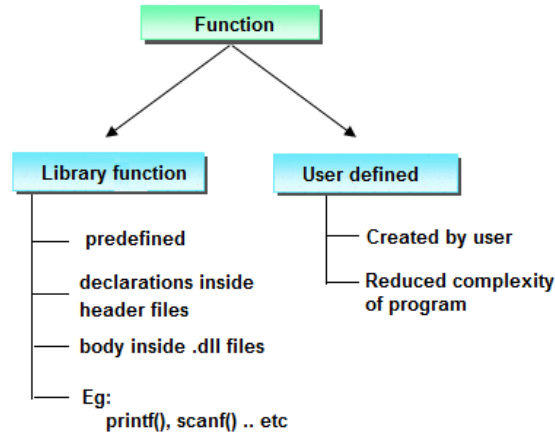 Function
Library function
predefined
declarations inside
header files
body inside .dll files
Eg:
printf(), scanf() .. etc
User defined
Created by user
Reduced complexity
of program